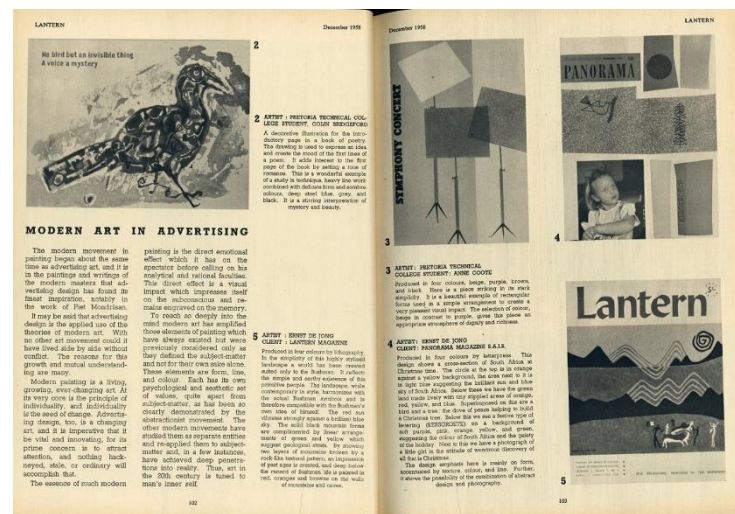 LANTERN
December 1958
No bird but an invisible thing
A voice a mystery
2
2 ARTIST : PRETORIA TECHNICAL COL-
LEGE STUDENT, COLIN BRIDGEFORD
A decorative illustration for the intro-
ductory page in a book of poetry.
The drawing is used to express an idea
and create the mood of the first lines of
a poem. It adds interest to the first
page of the book by setting a tone of
romance. This is a wonderful example
of a study in technique, heavy line work
combined with delicate lines and sombre
colours, deep steel blue, grey, and
black. It is a stirring interpretation of
mystery and beauty.
MODERN ART IN ADVERTISING
The modern movement in
painting began about the same
time as advertising art, and it is
in the paintings and writings of
the modern masters that ad-
vertising design has found its
finest inspiration, notably in
the work of Piet Mondrian.
It may be said that advertising
design is the applied use of the
theories of modern art. With
no other art movement could it
have lived side by side without
conflict. The reasons for this
growth and mutual understand-
ing are many.
Modern painting is a living,
growing, ever-changing art. At
its very core is the principle of
individuality, and individuality
is the seed of change. Advertis-
ing design, too, is a changing
art, and it is imperative that it
be vital and innovating, for its
prime concern is to attract
attention, and nothing hack-
neyed, stale, or ordinary will
accomplish that.
The essence of much modern
painting is the direct emotional
effect which it has on the
spectator before calling on his
analytical and rational faculties.
This direct effect is a visual
impact which impresses itself
on the subconscious and re-
mains engraved on the memory.
To reach so deeply into the
mind modern art has amplified
those elements of painting which
have always existed but were
previously considered only as
they defined the subject-matter
and not for their own sake alone.
These elements are form, line,
and colour. Each has its own
psychological and aesthetic set
of values, quite apart from
subject-matter, as has been so
clearly demonstrated by the
abstractionist movement. The
other modern movements have
studied them as separate entities
and re-applied them to subject-
matter and, in a few instances,
have achieved deep penetra-
tions into reality. Thus, art in
the 20th century is tuned to
man's inner self.
5 ARTIST : ERNST DE JONG
CLIENT : LANTERN MAGAZINE
Produced in four colours by lithography.
In the simplicity of this highly stylised
landscape a world has been created
suited only to the Bushmen. It reflects
the simple and earthy existence of this
primitive people. The landscape, while
contemporary in style, harmonizes with
the actual Bushman symbols and is
therefore compatible with the Bushman's
own idea of himself. The red sun
vibrates strongly against a brilliant blue
sky. The solid black mountain forms
are complimented by linear arrange-
ments of green and yellow which
suggest geological strata. By showing
two layers of mountains broken by a
rock-like textural pattern, an impression
of past ages is created, and deep below
the record of Bushman life is painted in
red, oranges and browns on the walls
of mountains and caves.
102
December 1958
LANTERN
SYMPHONY CONCERT
3
PANORAMA
4
3 ARTIST : PRETORIA TECHNICAL
COLLEGE STUDENT: ANNE COOTE
Produced in four colours, beige, purple, brown,
and black. Here is a piece striking in its stark
simplicity. It is a beautiful example of rectangular
forms used in a simple arrangement to create a
very pleasant visual impact. The selection of colour,
beige in contrast to purple, gives this piece an
appropriate atmosphere of dignity and richness.
4 ARTIST: ERNST DE JONG
CLIENT: PANORAMA MAGAZINE S.A.I.S.
Produced in four colours by letterpress. This
design shows a cross-section of South Africa at
Christmas time. The circle at the top is in orange
against a yellow background, the area next to it is
in light blue suggesting the brilliant sun and blue
sky of South Africa. Below these we have the green
land made lively with tiny stippled areas of orange,
red, yellow, and blue. Superimposed on this are a
bird and a tree: the dove of peace helping to build
a Christmas tree. Below this we see a festive type of
lettering (KERSGROETE) on a background of
soft purple, pink, orange, yellow, and green,
suggesting the colour of South Africa and the gaiety
of the holiday. Next to this we have a photograph of
a little girl in the attitude of wondrous discovery of
all that is Christmas.
The design emphasis here is mainly on form,
accentuated by texture, colour, and line. Further,
it shows the possibility of the combination of abstract
design and photography.
Lantern
5
103